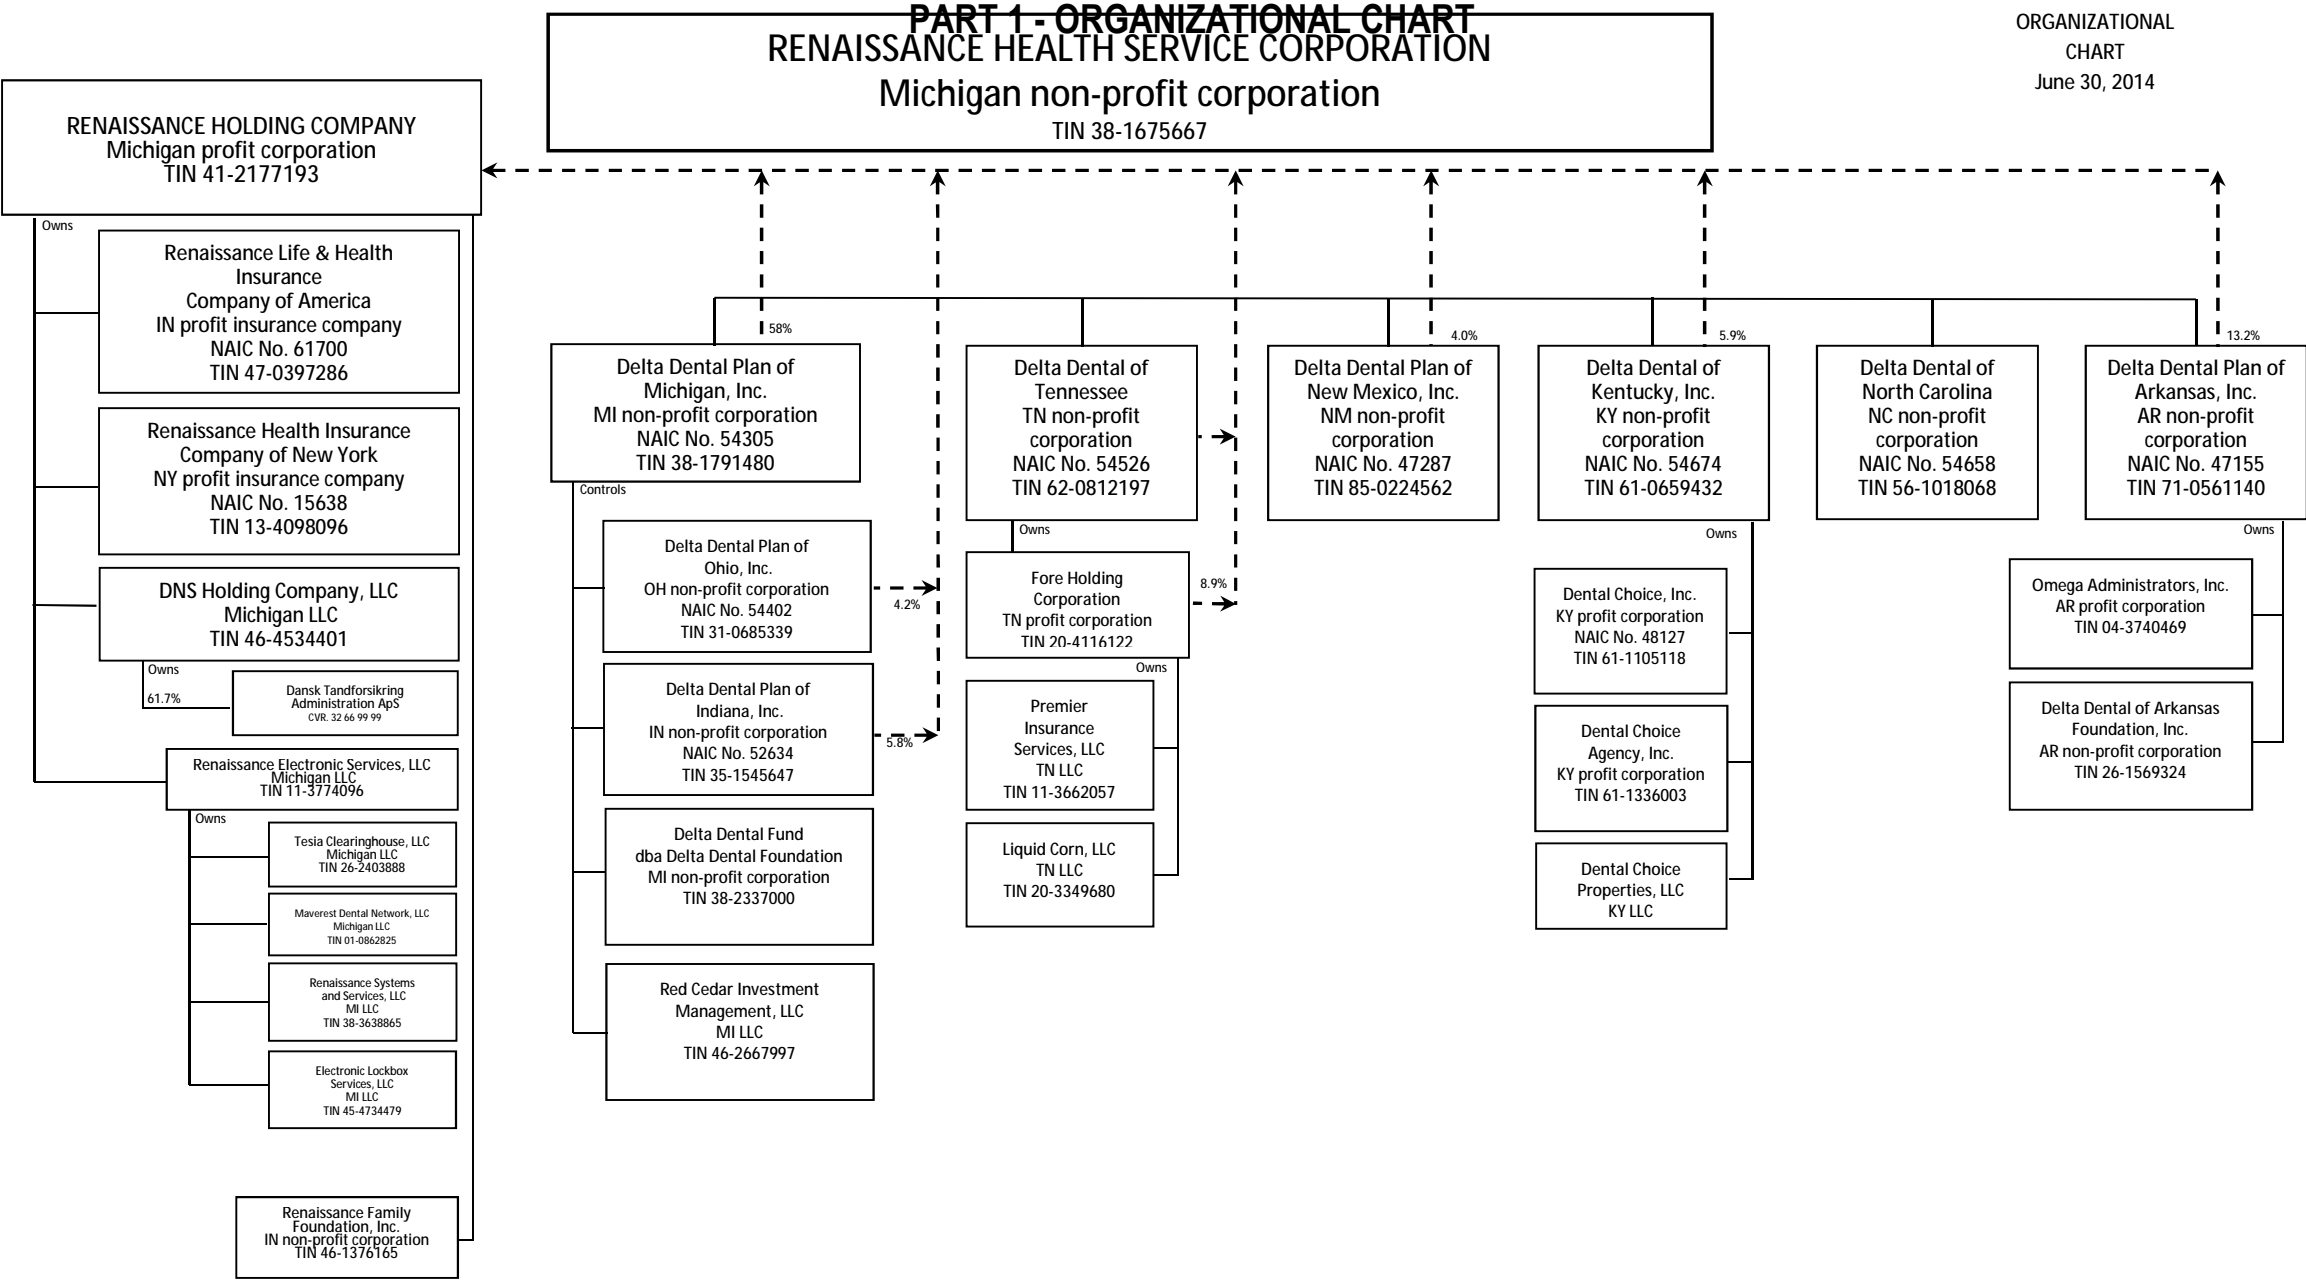 PART 1 - ORGANIZATIONAL CHART
RENAISSANCE HEALTH SERVICE CORPORATION
Michigan non-profit corporation
TIN 38-1675667
ORGANIZATIONAL
CHART
June 30, 2014
RENAISSANCE HOLDING COMPANY
Michigan profit corporation
TIN 41-2177193
Owns
Renaissance Life & Health
Insurance
Company of America
IN profit insurance company
NAIC No. 61700
TIN 47-0397286
Renaissance Health Insurance
Company of New York
NY profit insurance company
NAIC No. 15638
TIN 13-4098096
DNS Holding Company, LLC
Michigan LLC
TIN 46-4534401
Owns
61.7%
Dansk Tandforsikring
Administration ApS
CVR. 32 66 99 99
Renaissance Electronic Services, LLC
Michigan LLC
TIN 11-3774096
Owns
Tesia Clearinghouse, LLC
Michigan LLC
TIN 26-2403888
Maverest Dental Network, LLC
Michigan LLC
TIN 01-0862825
Renaissance Systems
and Services, LLC
MI LLC
TIN 38-3638865
Electronic Lockbox
Services, LLC
MI LLC
TIN 45-4734479
Renaissance Family
Foundation, Inc.
IN non-profit corporation
TIN 46-1376165
58%
Delta Dental Plan of
Michigan, Inc.
MI non-profit corporation
NAIC No. 54305
TIN 38-1791480
Controls
Delta Dental Plan of
Ohio, Inc.
OH non-profit corporation
NAIC No. 54402
TIN 31-0685339
4.2%
Delta Dental Plan of
Indiana, Inc.
IN non-profit corporation
NAIC No. 52634
TIN 35-1545647
5.8%
Delta Dental Fund
dba Delta Dental Foundation
MI non-profit corporation
TIN 38-2337000
Red Cedar Investment
Management, LLC
MI LLC
TIN 46-2667997
Delta Dental of
Tennessee
TN non-profit
corporation
NAIC No. 54526
TIN 62-0812197
Owns
Fore Holding
Corporation
TN profit corporation
TIN 20-4116122
8.9%
Owns
Premier
Insurance
Services, LLC
TN LLC
TIN 11-3662057
Liquid Corn, LLC
TN LLC
TIN 20-3349680
4.0%
Delta Dental Plan of
New Mexico, Inc.
NM non-profit
corporation
NAIC No. 47287
TIN 85-0224562
5.9%
Delta Dental of
Kentucky, Inc.
KY non-profit
corporation
NAIC No. 54674
TIN 61-0659432
Owns
Dental Choice, Inc.
KY profit corporation
NAIC No. 48127
TIN 61-1105118
Dental Choice
Agency, Inc.
KY profit corporation
TIN 61-1336003
Dental Choice
Properties, LLC
KY LLC
Delta Dental of
North Carolina
NC non-profit
corporation
NAIC No. 54658
TIN 56-1018068
13.2%
Delta Dental Plan of
Arkansas, Inc.
AR non-profit
corporation
NAIC No. 47155
TIN 71-0561140
Owns
Omega Administrators, Inc.
AR profit corporation
TIN 04-3740469
Delta Dental of Arkansas
Foundation, Inc.
AR non-profit corporation
TIN 26-1569324